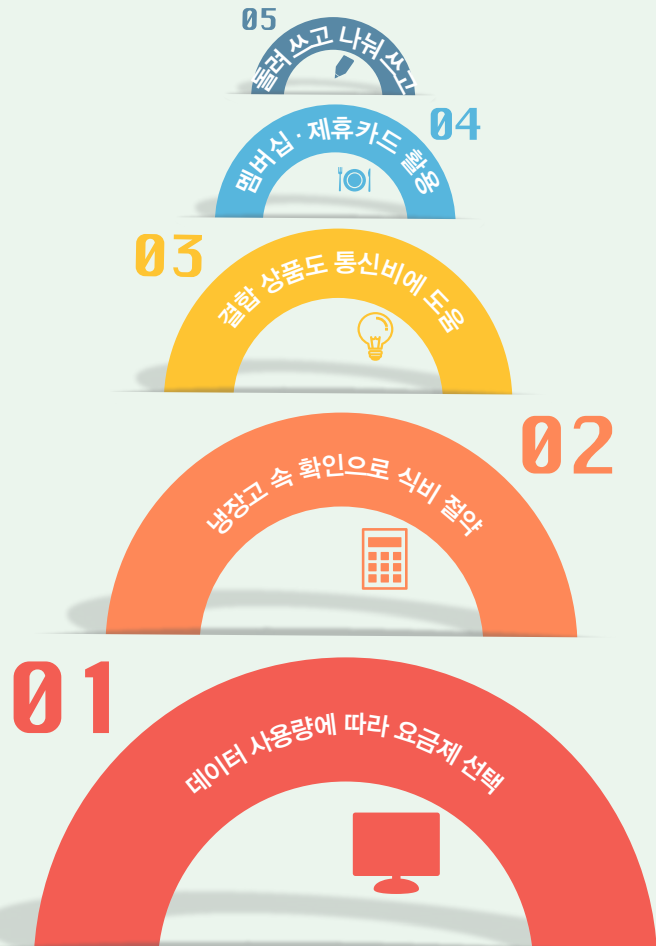 05
돌려 쓰고 나눠 쓰고
04
멤버십 · 제휴카드 활용
03
결합 상품도 통신비에 도움
02
냉장고 속 확인으로 식비 절약
01
데이터 사용량에 따라 요금제 선택